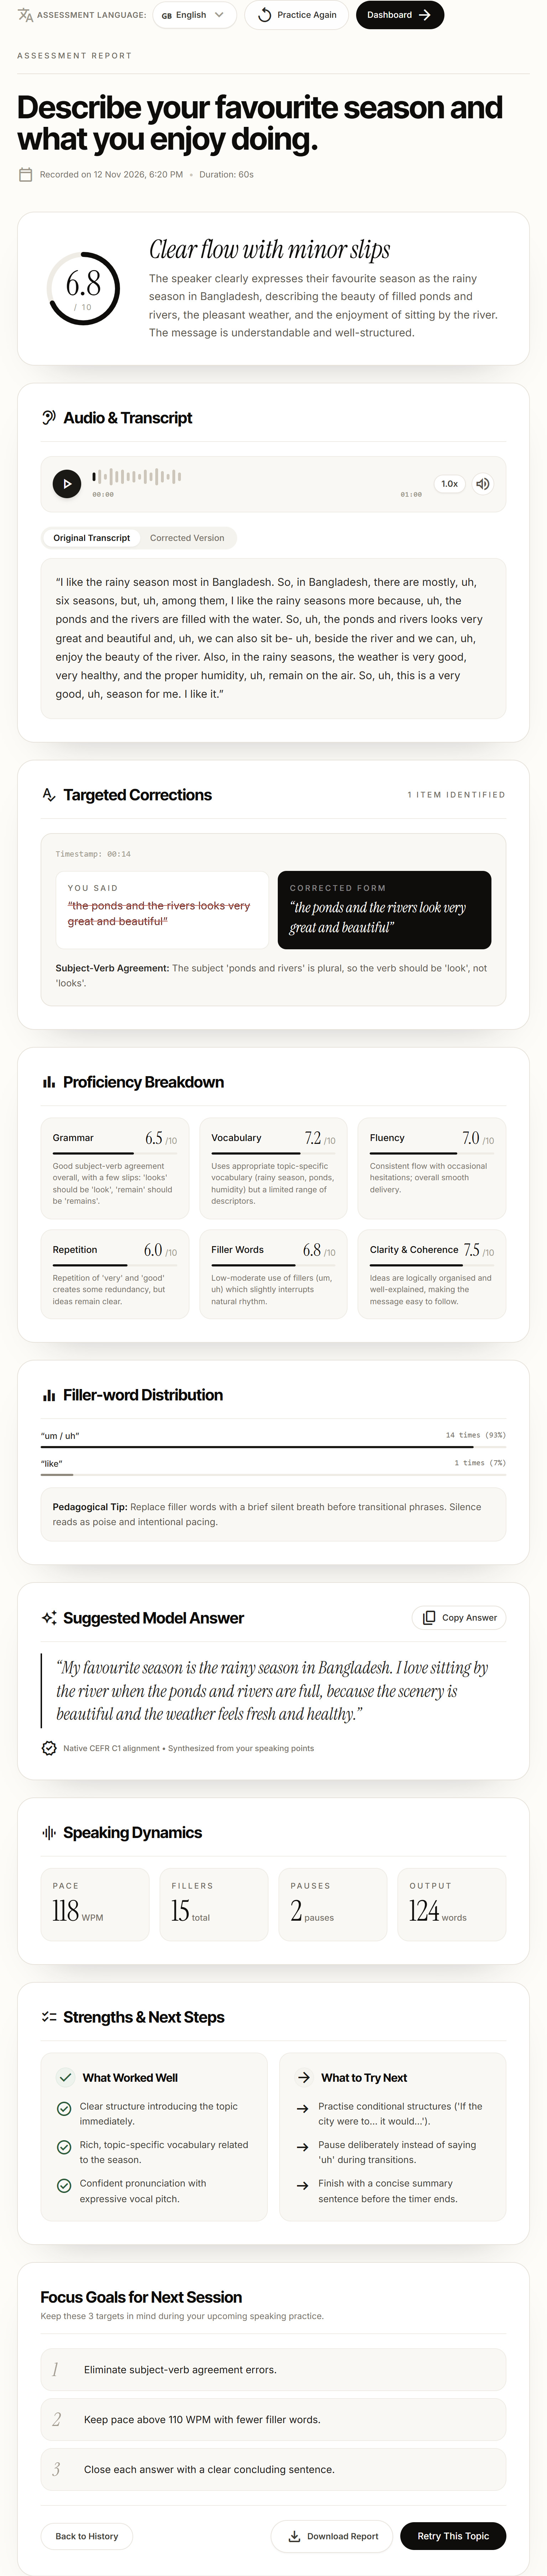 ASSESSMENT LANGUAGE:
GB English
Practice Again
Dashboard
ASSESSMENT REPORT
Describe your favourite season and
what you enjoy doing.
Recorded on 12 Nov 2026, 6:20 PM • Duration: 60s
6.8
/ 10
Clear flow with minor slips
The speaker clearly expresses their favourite season as the rainy
season in Bangladesh, describing the beauty of filled ponds and
rivers, the pleasant weather, and the enjoyment of sitting by the river.
The message is understandable and well-structured.
Audio & Transcript
00:00
01:00
1.0x
Original Transcript
Corrected Version
“I like the rainy season most in Bangladesh. So, in Bangladesh, there are mostly, uh,
six seasons, but, uh, among them, I like the rainy seasons more because, uh, the
ponds and the rivers are filled with the water. So, uh, the ponds and rivers looks very
great and beautiful and, uh, we can also sit be- uh, beside the river and we can, uh,
enjoy the beauty of the river. Also, in the rainy seasons, the weather is very good,
very healthy, and the proper humidity, uh, remain on the air. So, uh, this is a very
good, uh, season for me. I like it.”
Targeted Corrections
1 ITEM IDENTIFIED
Timestamp: 00:14
YOU SAID
“the ponds and the rivers looks very
great and beautiful”
CORRECTED FORM
“the ponds and the rivers look very
great and beautiful”
Subject-Verb Agreement: The subject 'ponds and rivers' is plural, so the verb should be 'look', not
'looks'.
Proficiency Breakdown
Grammar 6.5 /10
Good subject-verb agreement
overall, with a few slips: 'looks'
should be 'look', 'remain' should
be 'remains'.
Vocabulary 7.2 /10
Uses appropriate topic-specific
vocabulary (rainy season, ponds,
humidity) but a limited range of
descriptors.
Fluency 7.0 /10
Consistent flow with occasional
hesitations; overall smooth
delivery.
Repetition 6.0 /10
Repetition of 'very' and 'good'
creates some redundancy, but
ideas remain clear.
Filler Words 6.8 /10
Low-moderate use of fillers (um,
uh) which slightly interrupts
natural rhythm.
Clarity & Coherence 7.5 /10
Ideas are logically organised and
well-explained, making the
message easy to follow.
Filler-word Distribution
“um / uh” 14 times (93%)
“like” 1 times (7%)
Pedagogical Tip: Replace filler words with a brief silent breath before transitional phrases. Silence
reads as poise and intentional pacing.
Suggested Model Answer
Copy Answer
“My favourite season is the rainy season in Bangladesh. I love sitting by
the river when the ponds and rivers are full, because the scenery is
beautiful and the weather feels fresh and healthy.”
Native CEFR C1 alignment • Synthesized from your speaking points
Speaking Dynamics
PACE
118 WPM
FILLERS
15 total
PAUSES
2 pauses
OUTPUT
124 words
Strengths & Next Steps
What Worked Well
Clear structure introducing the topic
immediately.
Rich, topic-specific vocabulary related
to the season.
Confident pronunciation with
expressive vocal pitch.
What to Try Next
Practise conditional structures ('If the
city were to... it would...').
Pause deliberately instead of saying
'uh' during transitions.
Finish with a concise summary
sentence before the timer ends.
Focus Goals for Next Session
Keep these 3 targets in mind during your upcoming speaking practice.
1 Eliminate subject-verb agreement errors.
2 Keep pace above 110 WPM with fewer filler words.
3 Close each answer with a clear concluding sentence.
Back to History
Download Report
Retry This Topic